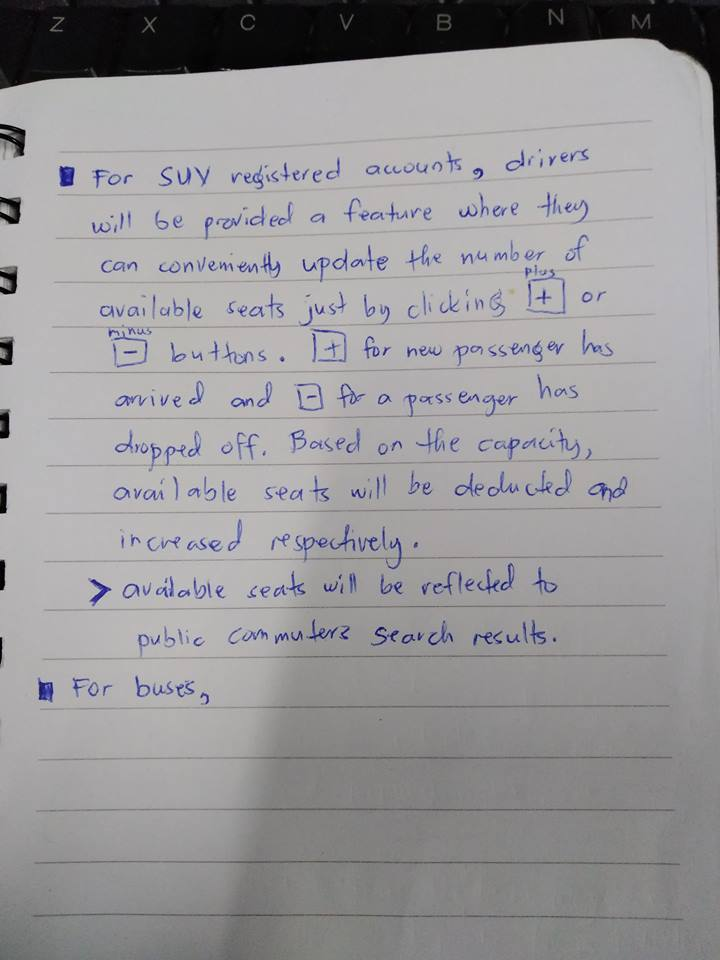 Z X C V B N M
■ For SUV registered accounts, drivers
will be provided a feature where they
can conveniently update the number of
plus
available seats just by clicking [+] or
minus
[-] buttons. [+] for new passenger has
arrived and [-] for a passenger has
dropped off. Based on the capacity,
available seats will be deducted and
increased respectively.
> available seats will be reflected to
public commuters search results.
■ For buses,